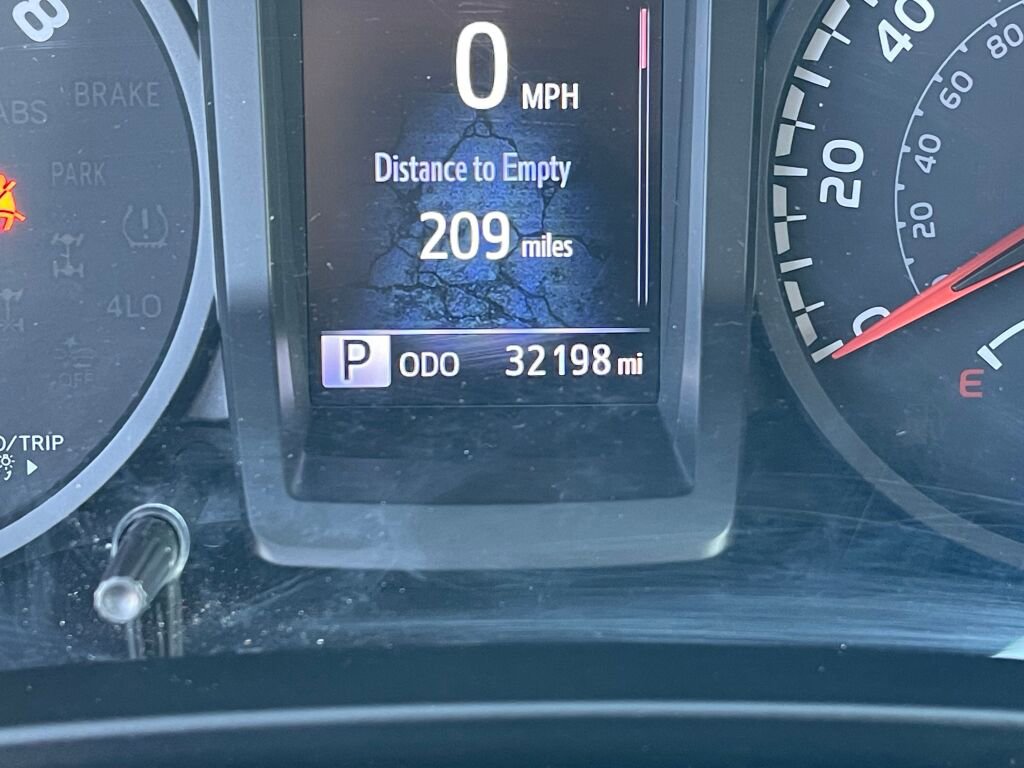 8
ABS
BRAKE
PARK
4LO
OFF
O/TRIP
0 MPH
Distance to Empty
209 miles
P ODO 32198 mi
0
20
40
20
40
60
80
E